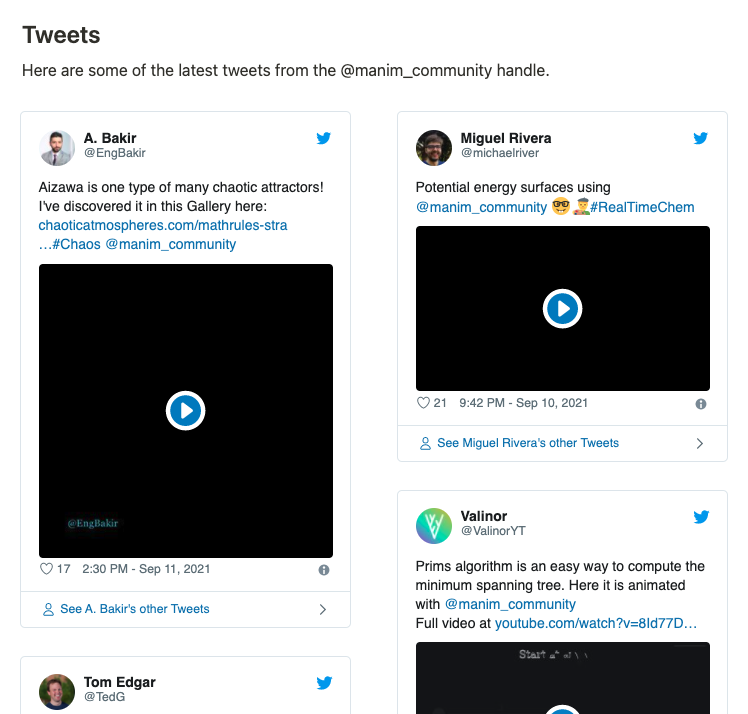 Tweets
Here are some of the latest tweets from the @manim_community handle.
A. Bakir
@EngBakir
Aizawa is one type of many chaotic attractors!
I've discovered it in this Gallery here:
chaoticatmospheres.com/mathrules-stra
…#Chaos @manim_community
@EngBakir
17 2:30 PM - Sep 11, 2021
See A. Bakir's other Tweets
Tom Edgar
@TedG
Miguel Rivera
@michaelriver
Potential energy surfaces using
@manim_community 🤓 👨‍🎨#RealTimeChem
21 9:42 PM - Sep 10, 2021
See Miguel Rivera's other Tweets
Valinor
@ValinorYT
Prims algorithm is an easy way to compute the
minimum spanning tree. Here it is animated
with @manim_community
Full video at youtube.com/watch?v=8Id77D…
Start